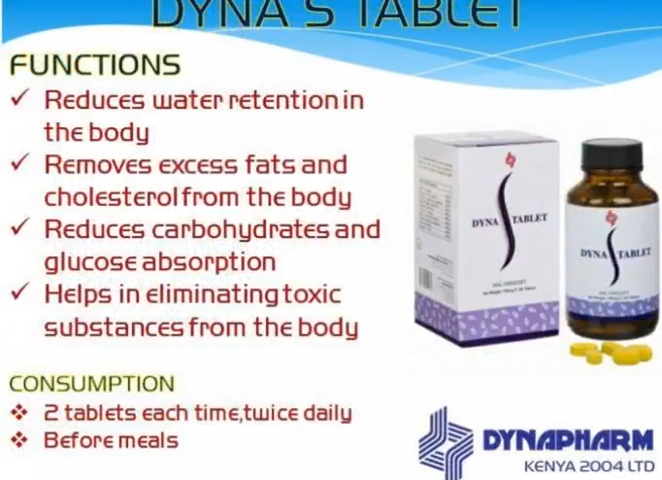 DYNA S TABLET
FUNCTIONS
✓ Reduces water retention in
the body
✓ Removes excess fats and
cholesterol from the body
✓ Reduces carbohydrates and
glucose absorption
✓ Helps in eliminating toxic
substances from the body
DYNA S TABLET
DYNA S TABLET
CONSUMPTION
❖ 2 tablets each time,twice daily
❖ Before meals
DYNAPHARM
KENYA 2004 LTD